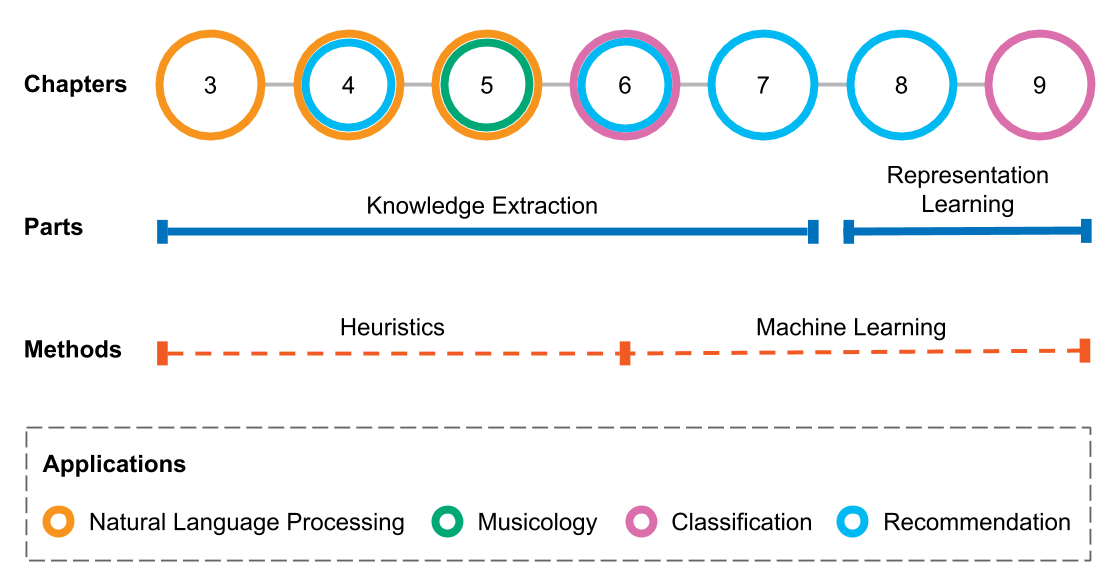 Chapters
3 4 5 6 7 8 9
Representation
Learning
Knowledge Extraction
Parts
Heuristics
Machine Learning
Methods
Applications
Natural Language Processing
Musicology
Classification
Recommendation